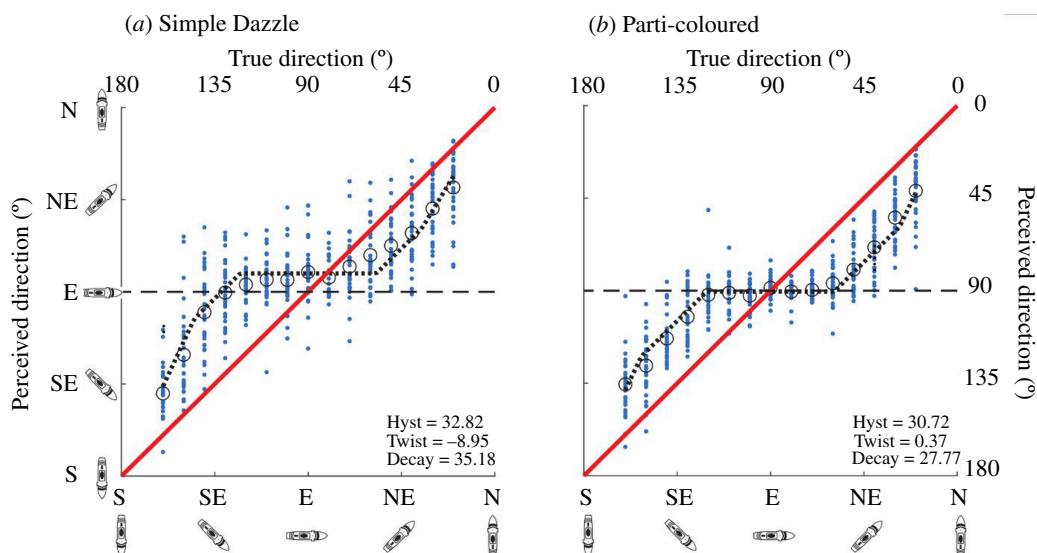 (a) Simple Dazzle
True direction (º)
180 135 90 45 0
N
NE
E
SE
S
Perceived direction (º)
Hyst = 32.82
Twist = –8.95
Decay = 35.18
S SE E NE N
(b) Parti-coloured
True direction (º)
180 135 90 45 0
0
45
90
135
180
Perceived direction (º)
Hyst = 30.72
Twist = 0.37
Decay = 27.77
S SE E NE N